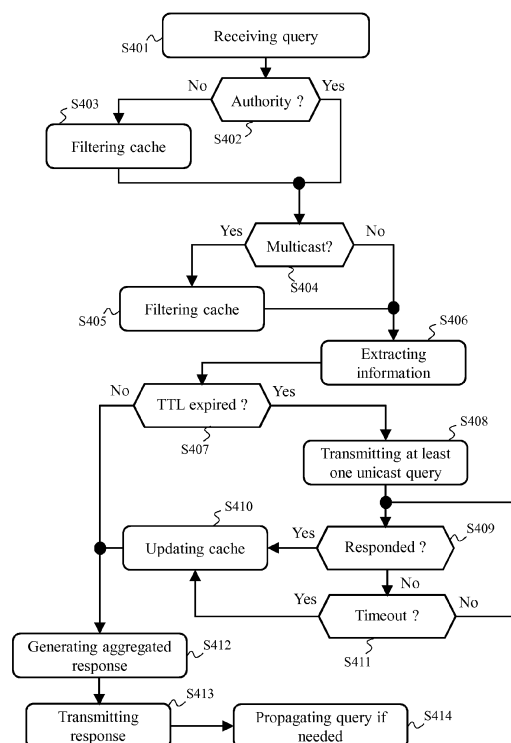 Receiving query
S401
No
Yes
S403
Authority ?
S402
Filtering cache
Yes
No
Multicast?
S404
Filtering cache
S405
S406
Extracting
information
No
Yes
TTL expired ?
S407
S408
Transmitting at least
one unicast query
S410
Yes
S409
Updating cache
Responded ?
No
Yes
No
Timeout ?
S411
Generating aggregated
response
S412
S413
Transmitting
response
Propagating query if
needed
S414